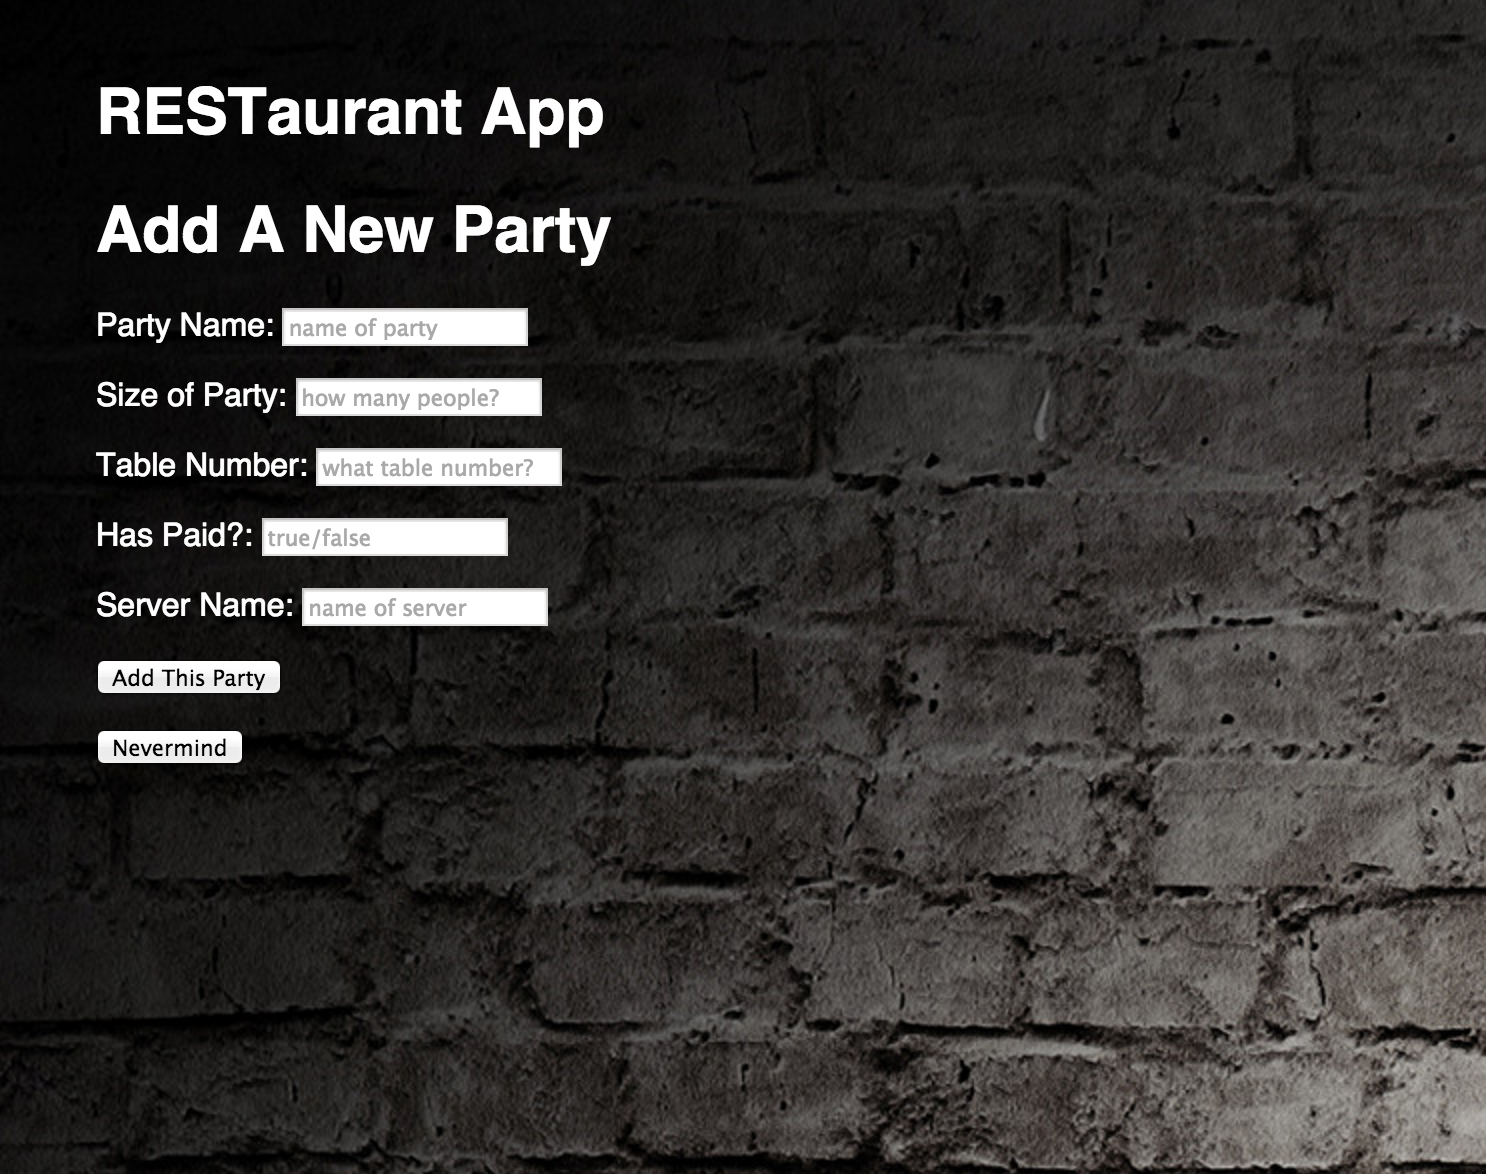 RESTaurant App
Add A New Party
Party Name: name of party
Size of Party: how many people?
Table Number: what table number?
Has Paid?: true/false
Server Name: name of server
Add This Party
Nevermind